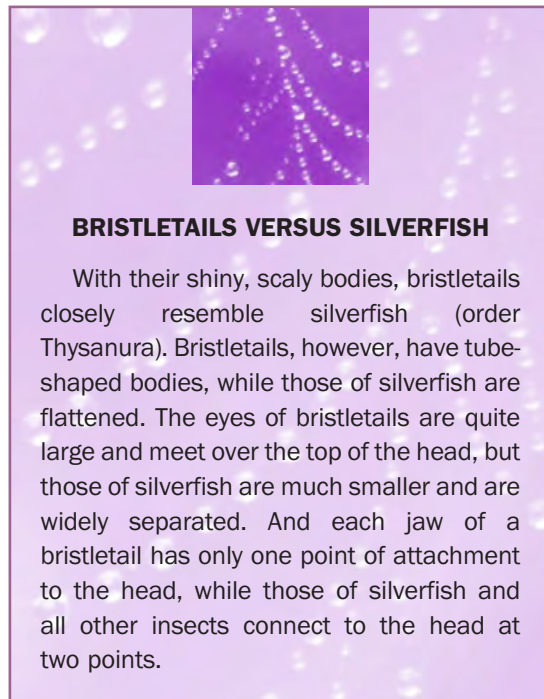 BRISTLETAILS VERSUS SILVERFISH
With their shiny, scaly bodies, bristletails
closely resemble silverfish (order
Thysanura). Bristletails, however, have tube-
shaped bodies, while those of silverfish are
flattened. The eyes of bristletails are quite
large and meet over the top of the head, but
those of silverfish are much smaller and are
widely separated. And each jaw of a
bristletail has only one point of attachment
to the head, while those of silverfish and
all other insects connect to the head at
two points.